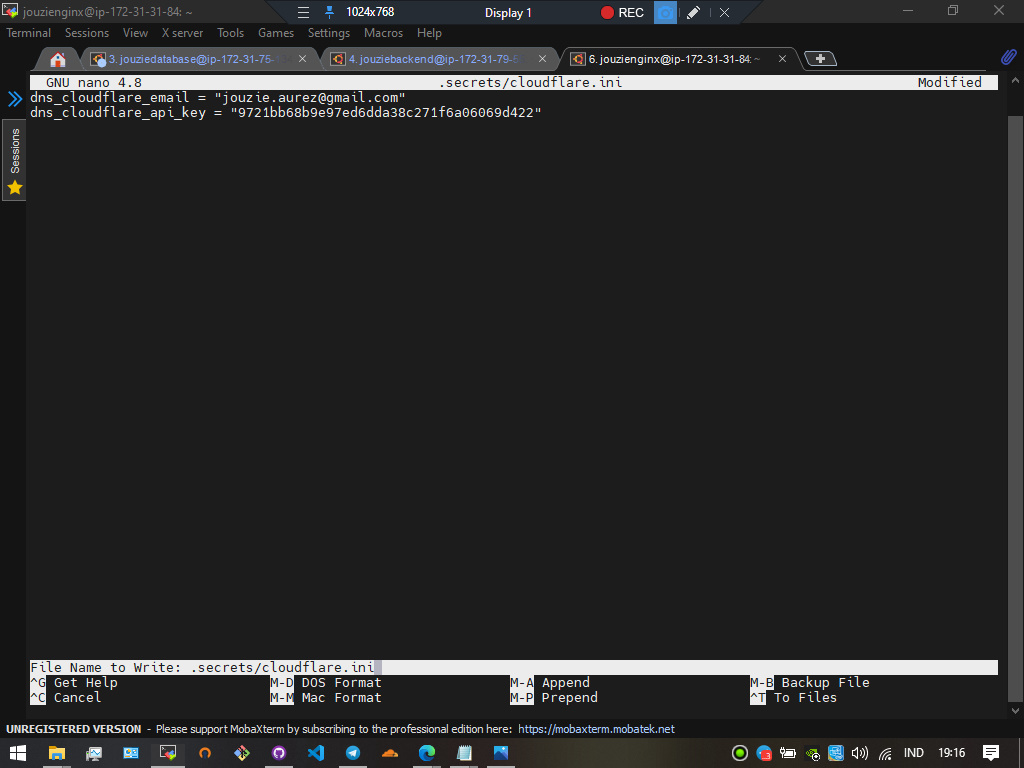 jouzienginx@ip-172-31-31-84: ~
1024x768
Display 1
REC
Terminal Sessions View X server Tools Games Settings Macros Help
3. jouziedatabase@ip-172-31-75-
4. jouziebackend@ip-172-31-79-8
6. jouzienginx@ip-172-31-31-84: ~
Sessions
GNU nano 4.8 .secrets/cloudflare.ini Modified
dns_cloudflare_email = "jouzie.aurez@gmail.com"
dns_cloudflare_api_key = "9721bb68b9e97ed6dda38c271f6a06069d422"
File Name to Write: .secrets/cloudflare.ini
^G Get Help M-D DOS Format M-A Append M-B Backup File
^C Cancel M-M Mac Format M-P Prepend ^T To Files
UNREGISTERED VERSION - Please support MobaXterm by subscribing to the professional edition here: https://mobaxterm.mobatek.net
IND 19:16